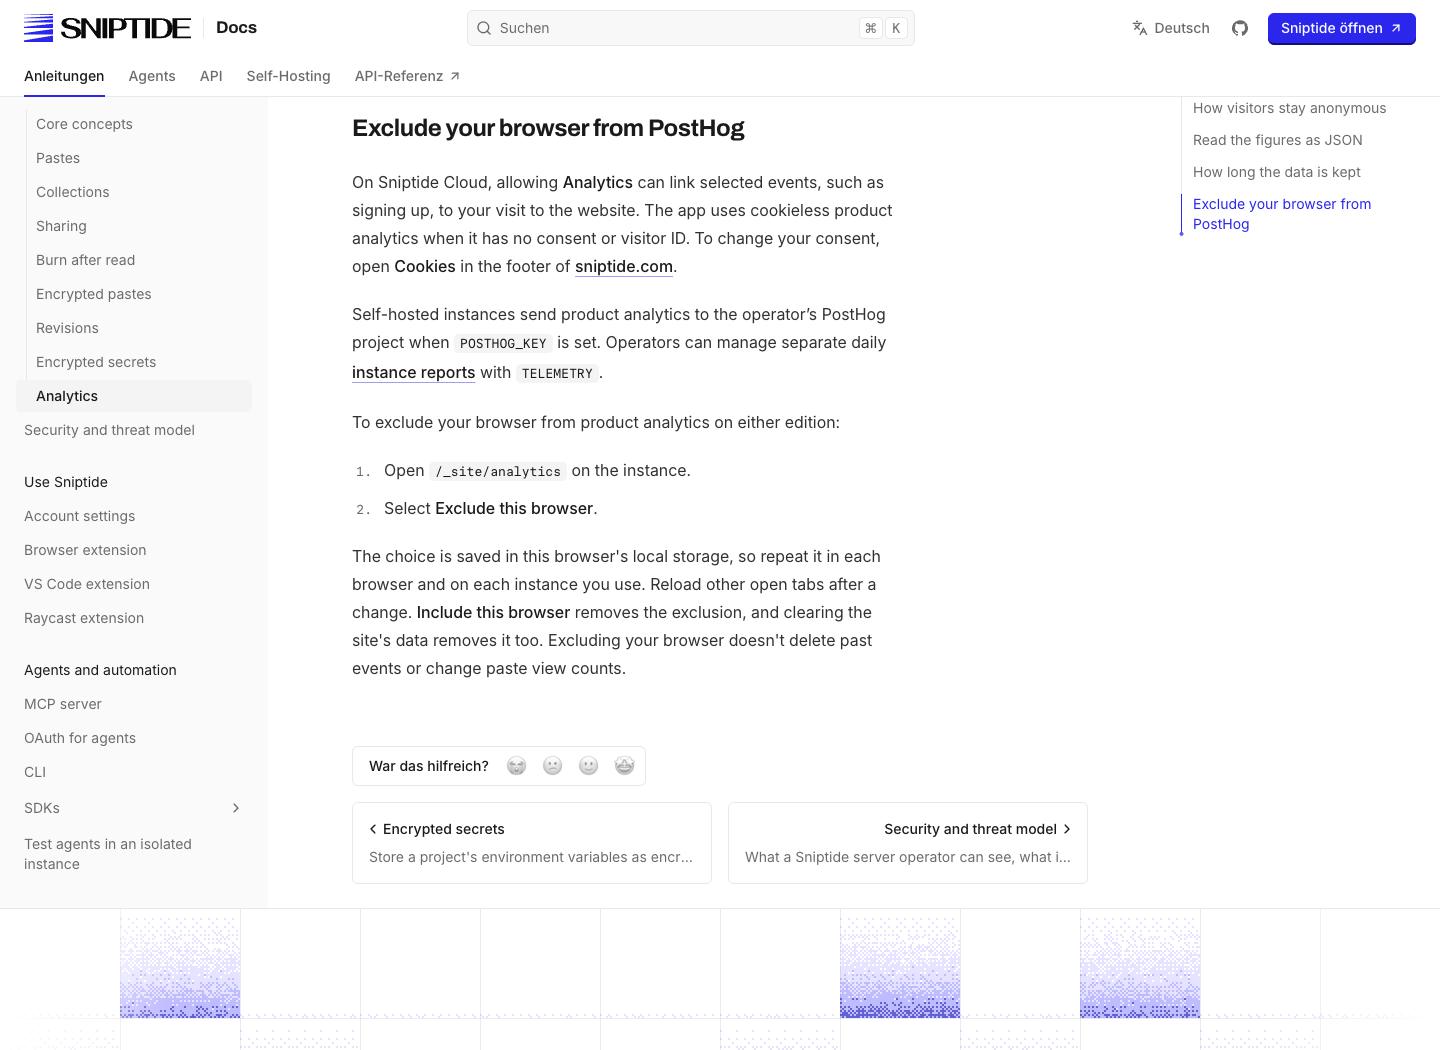 SNIPTIDE Docs
Suchen
⌘ K
Deutsch
Sniptide öffnen
Anleitungen
Agents
API
Self-Hosting
API-Referenz
Core concepts
Pastes
Collections
Sharing
Burn after read
Encrypted pastes
Revisions
Encrypted secrets
Analytics
Security and threat model
Use Sniptide
Account settings
Browser extension
VS Code extension
Raycast extension
Agents and automation
MCP server
OAuth for agents
CLI
SDKs
Test agents in an isolated
instance
Exclude your browser from PostHog
On Sniptide Cloud, allowing Analytics can link selected events, such as
signing up, to your visit to the website. The app uses cookieless product
analytics when it has no consent or visitor ID. To change your consent,
open Cookies in the footer of sniptide.com.
Self-hosted instances send product analytics to the operator’s PostHog
project when POSTHOG_KEY is set. Operators can manage separate daily
instance reports with TELEMETRY.
To exclude your browser from product analytics on either edition:
1. Open /_site/analytics on the instance.
2. Select Exclude this browser.
The choice is saved in this browser's local storage, so repeat it in each
browser and on each instance you use. Reload other open tabs after a
change. Include this browser removes the exclusion, and clearing the
site's data removes it too. Excluding your browser doesn't delete past
events or change paste view counts.
War das hilfreich?
Encrypted secrets
Store a project's environment variables as encr...
Security and threat model
What a Sniptide server operator can see, what i...
How visitors stay anonymous
Read the figures as JSON
How long the data is kept
Exclude your browser from
PostHog